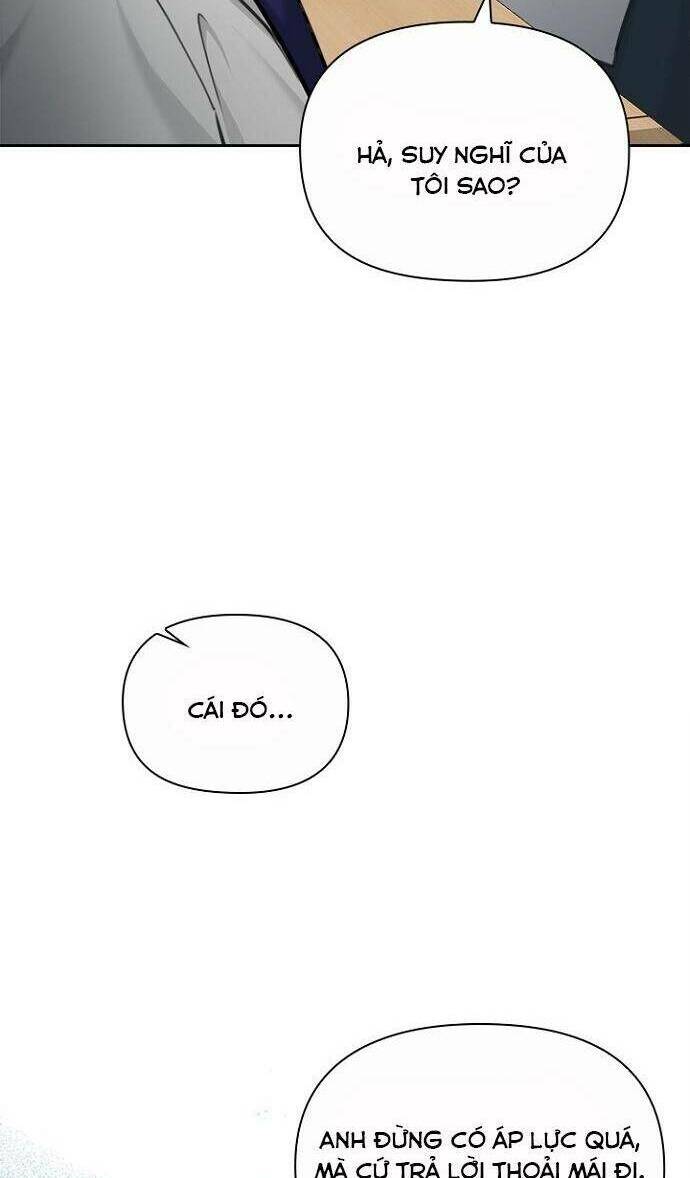 HẢ, SUY NGHĨ CỦA
TÔI SAO?
CÁI ĐÓ...
ANH ĐỪNG CÓ ÁP LỰC QUÁ,
MÀ CỨ TRẢ LỜI THOẢI MÁI ĐI.